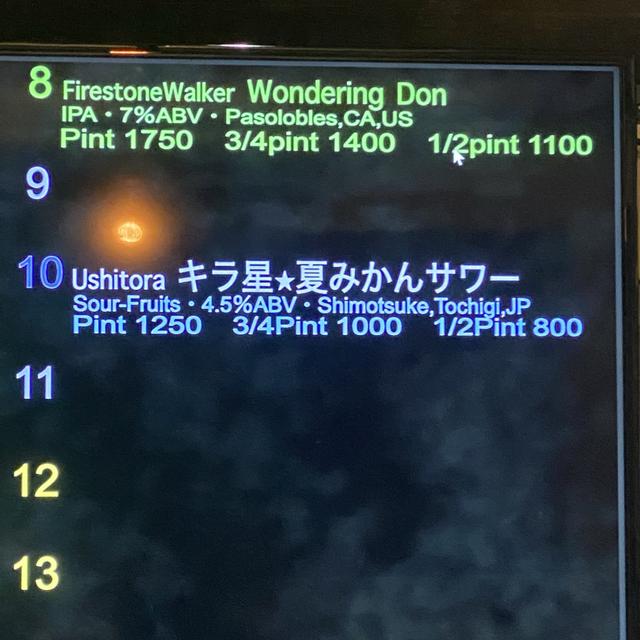 8 FirestoneWalker Wondering Don
IPA・7%ABV・Pasolobles,CA,US
Pint 1750 3/4pint 1400 1/2pint 1100
9
10 Ushitora キラ星★夏みかんサワー
Sour-Fruits・4.5%ABV・Shimotsuke,Tochigi,JP
Pint 1250 3/4Pint 1000 1/2Pint 800
11
12
13